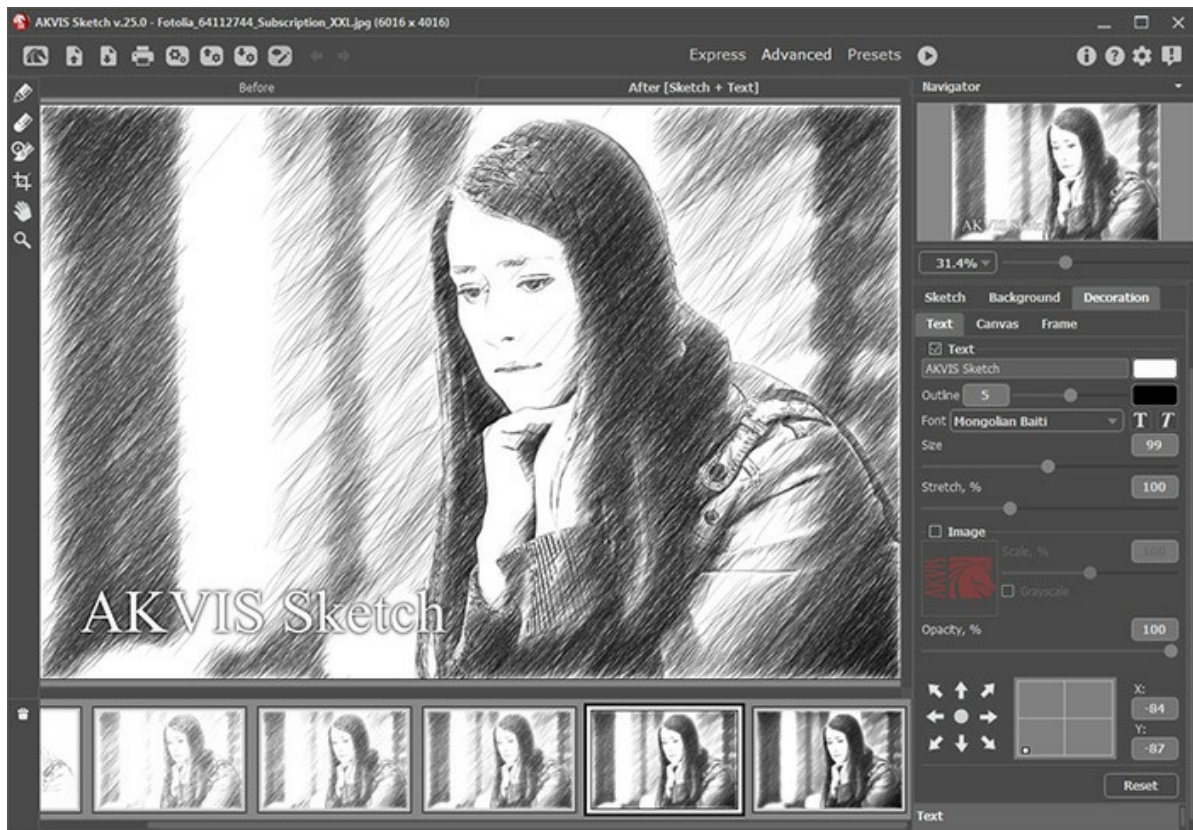 AKVIS Sketch v.25.0 - Fotolia_64112744_Subscription_XXL.jpg (6016 x 4016)
Express Advanced Presets
Before
After [Sketch + Text]
Navigator
AKVIS Sketch
31.4%
Sketch Background Decoration
Text Canvas Frame
Text
AKVIS Sketch
Outline 5
Font Mongolian Baiti T T
Size 99
Stretch, % 100
Image
Scale, % 100
AKVIS
Grayscale
Opacity, % 100
X:
-84
Y:
-87
Reset
Text
AKVIS Sketch